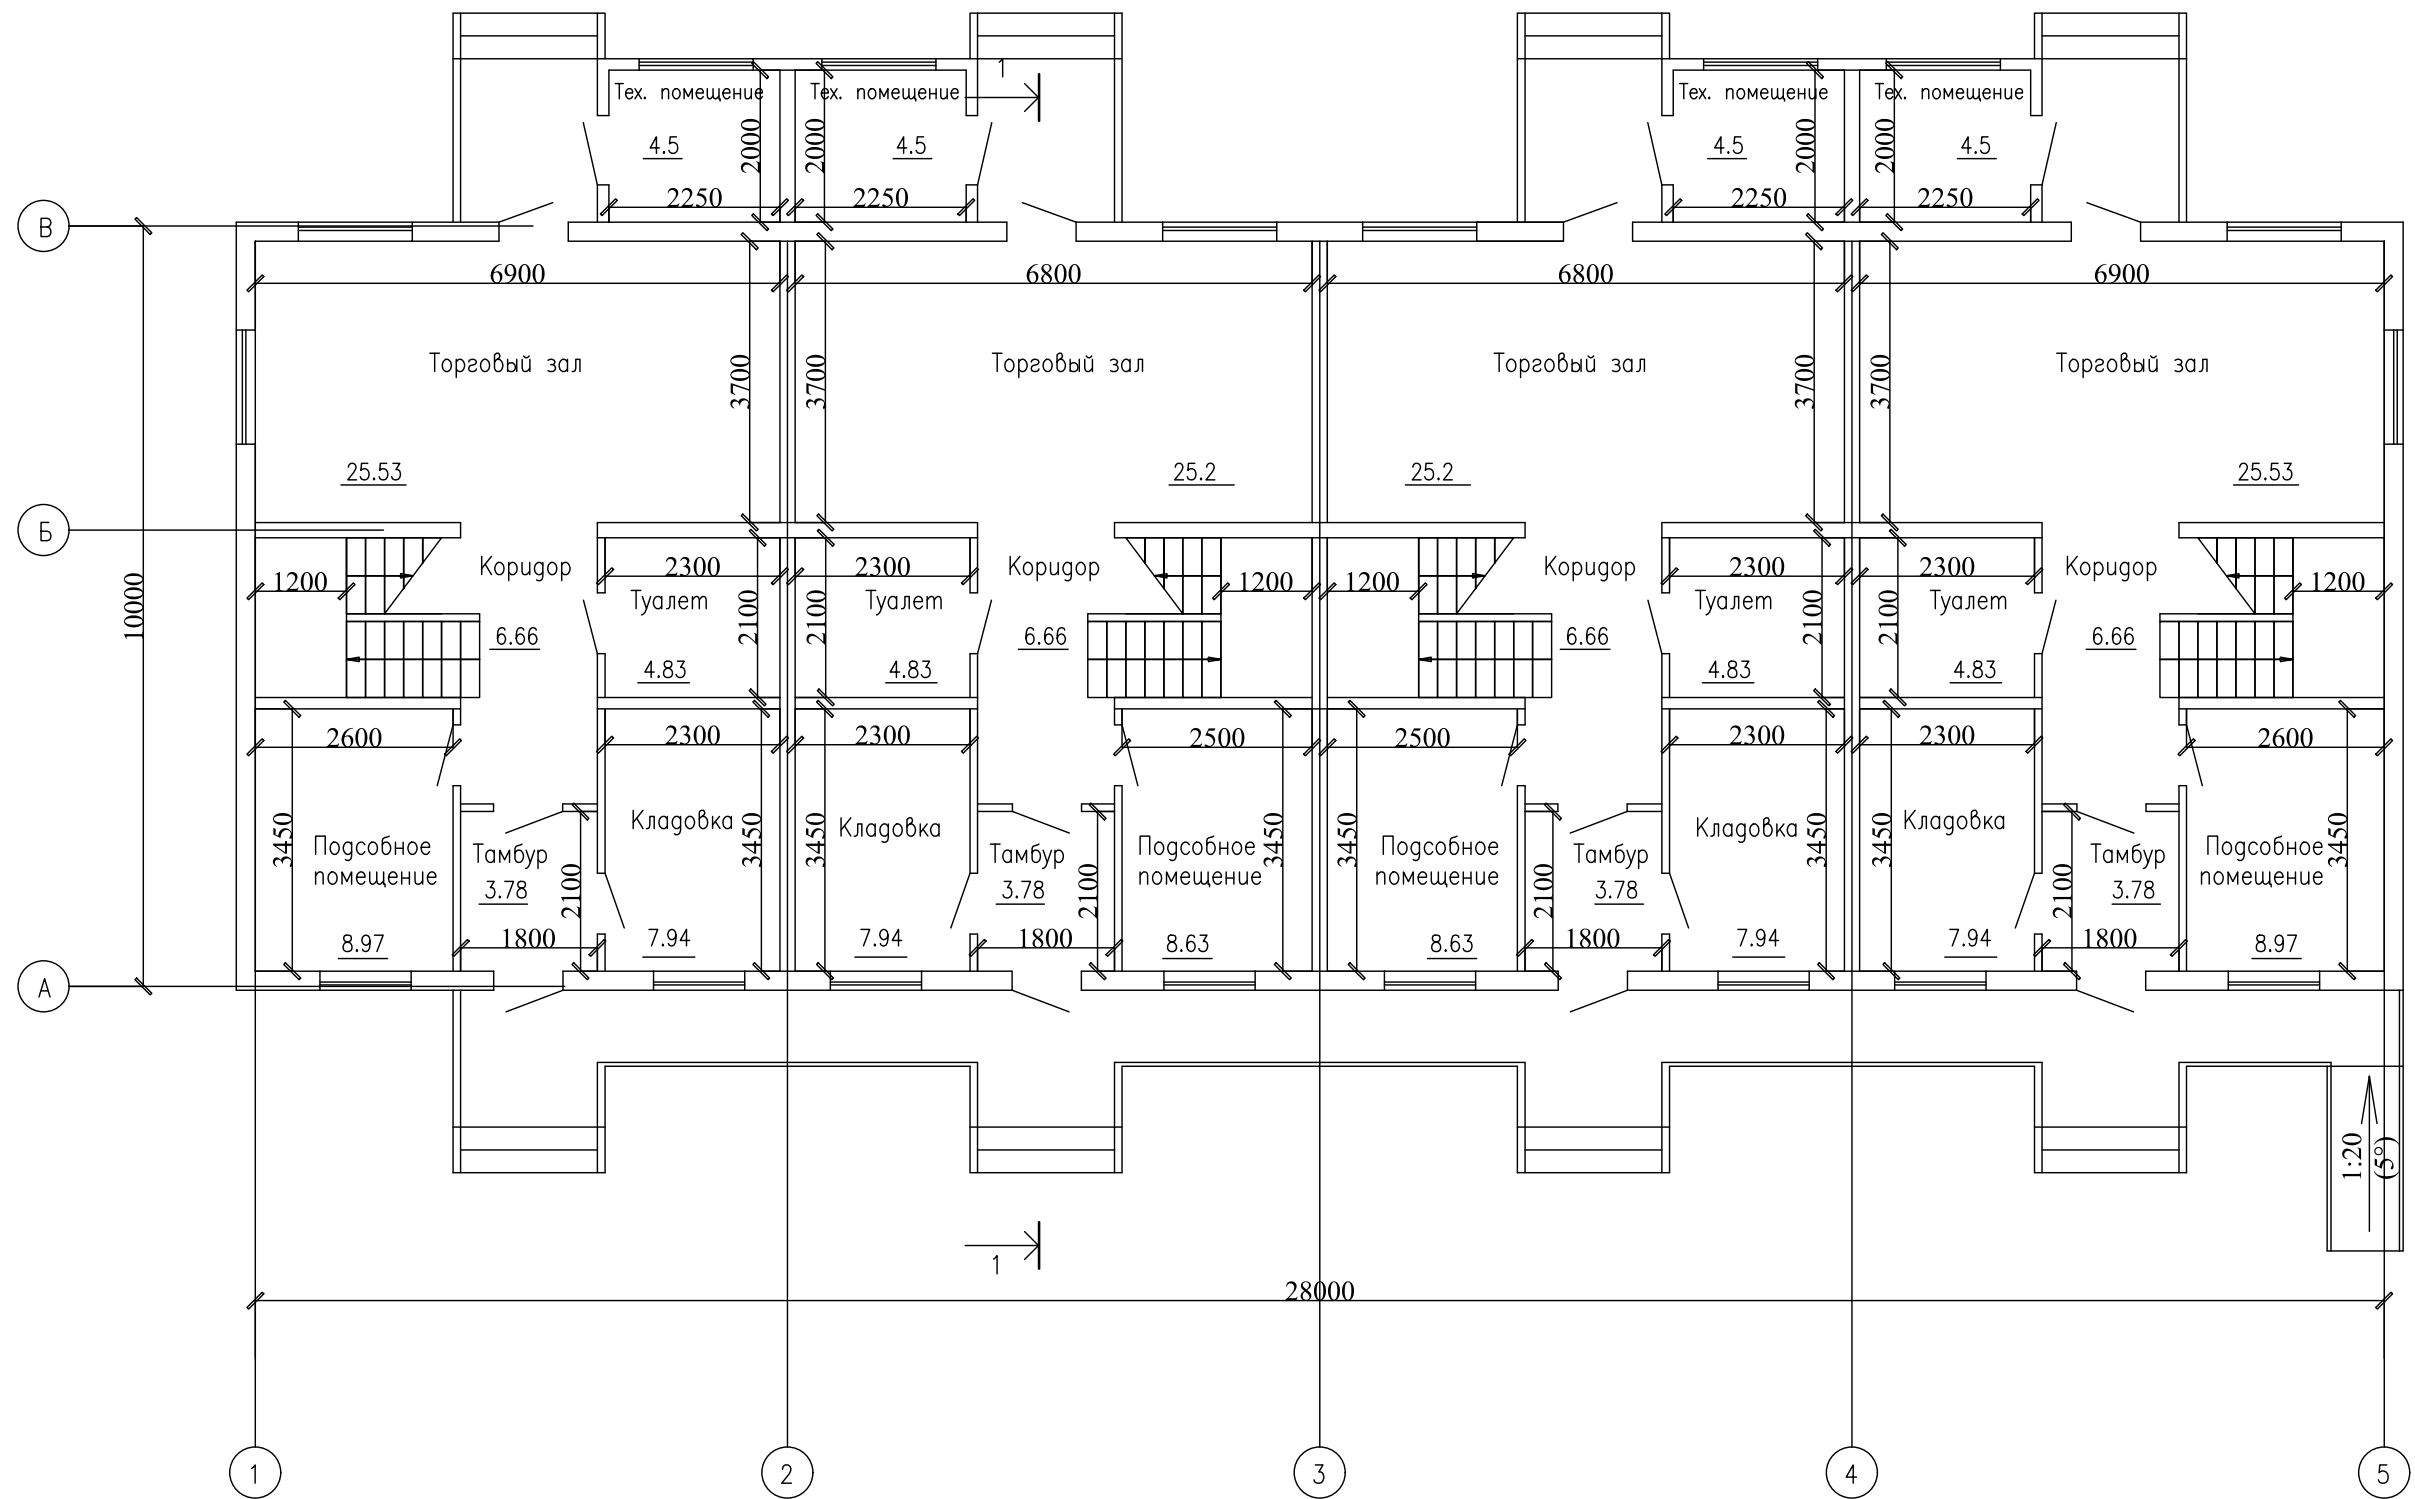 1
Тех. помещение
Тех. помещение
Тех. помещение
Тех. помещение
4.5
2000
2000
4.5
4.5
2000
2000
4.5
2250
2250
2250
2250
В
6900
6800
6800
6900
Торговый зал
Торговый зал
Торговый зал
Торговый зал
3700
3700
3700
3700
25.53
25.2
25.2
25.53
Б
Коридор
2300
2300
Коридор
Коридор
2300
2300
Коридор
1200
1200
1200
1200
Туалет
Туалет
Туалет
Туалет
10000
2100
2100
2100
2100
6.66
6.66
6.66
6.66
4.83
4.83
4.83
4.83
2600
2300
2300
2500
2500
2300
2300
2600
Кладовка
Кладовка
Кладовка
Кладовка
3450
3450
3450
3450
3450
3450
3450
3450
Подсобное
помещение
Тамбур
3.78
Тамбур
3.78
Подсобное
помещение
Подсобное
помещение
Тамбур
3.78
Тамбур
3.78
Подсобное
помещение
2100
2100
2100
2100
8.97
1800
7.94
7.94
1800
8.63
8.63
1800
7.94
7.94
1800
8.97
А
1:20
(5°)
1
28000
1
2
3
4
5